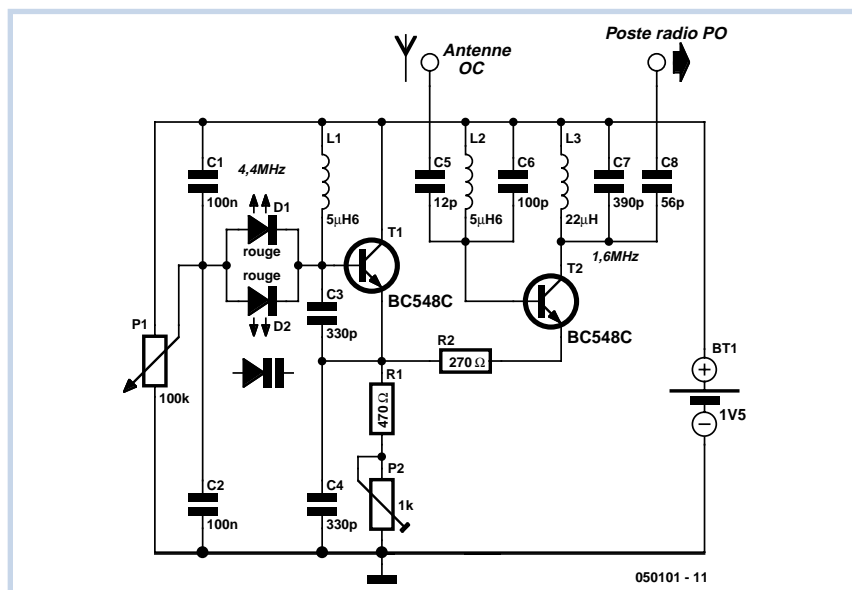 Antenne
OC
Poste radio PO
L1
L2
L3
C1
4,4MHz
100n
C5
12p
C6
100p
C7
390p
C8
56p
D1
rouge
5µH6
5µH6
22µH
T1
1,6MHz
rouge
T2
D2
C3
330p
BC548C
BC548C
P1
100k
R2
270 Ω
BT1
R1
470 Ω
1V5
P2
1k
C2
100n
C4
330p
050101 - 11